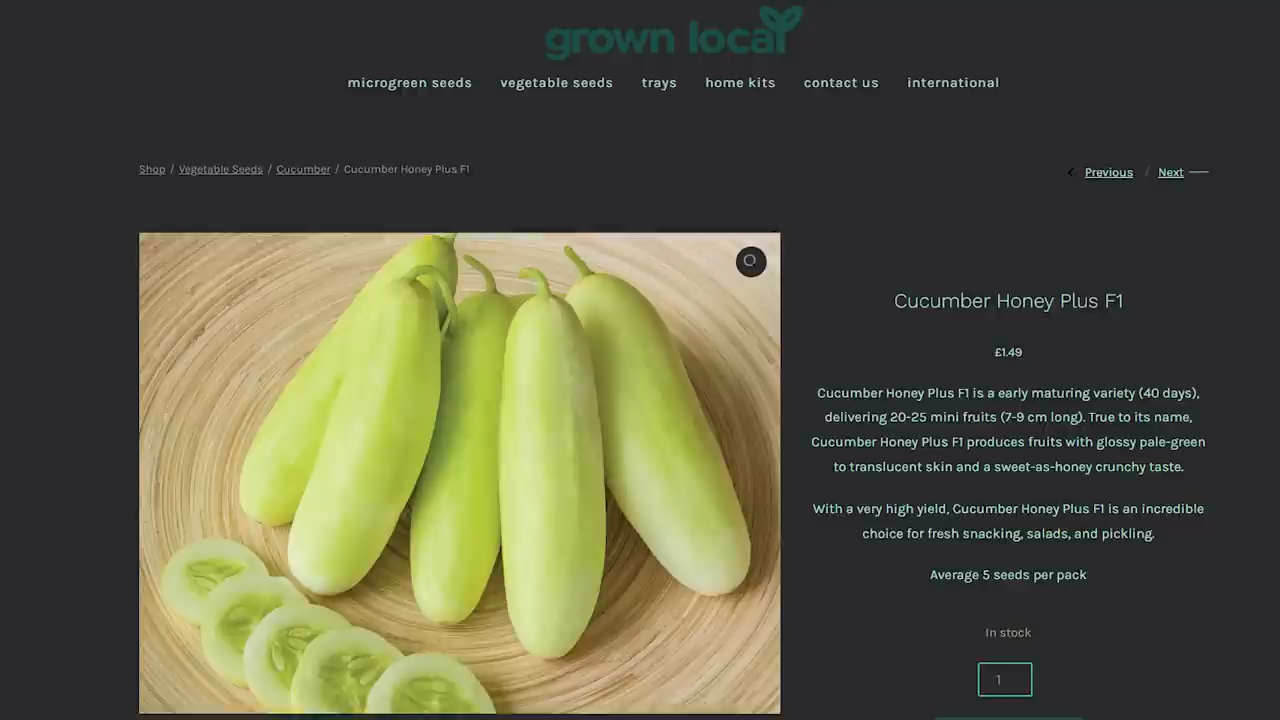 grown local
microgreen seeds vegetable seeds trays home kits contact us international
Shop / Vegetable Seeds / Cucumber / Cucumber Honey Plus F1
Previous / Next
Cucumber Honey Plus F1
£1.49
Cucumber Honey Plus F1 is a early maturing variety (40 days),
delivering 20-25 mini fruits (7-9 cm long). True to its name,
Cucumber Honey Plus F1 produces fruits with glossy pale-green
to translucent skin and a sweet-as-honey crunchy taste.
With a very high yield, Cucumber Honey Plus F1 is an incredible
choice for fresh snacking, salads, and pickling.
Average 5 seeds per pack
In stock
1